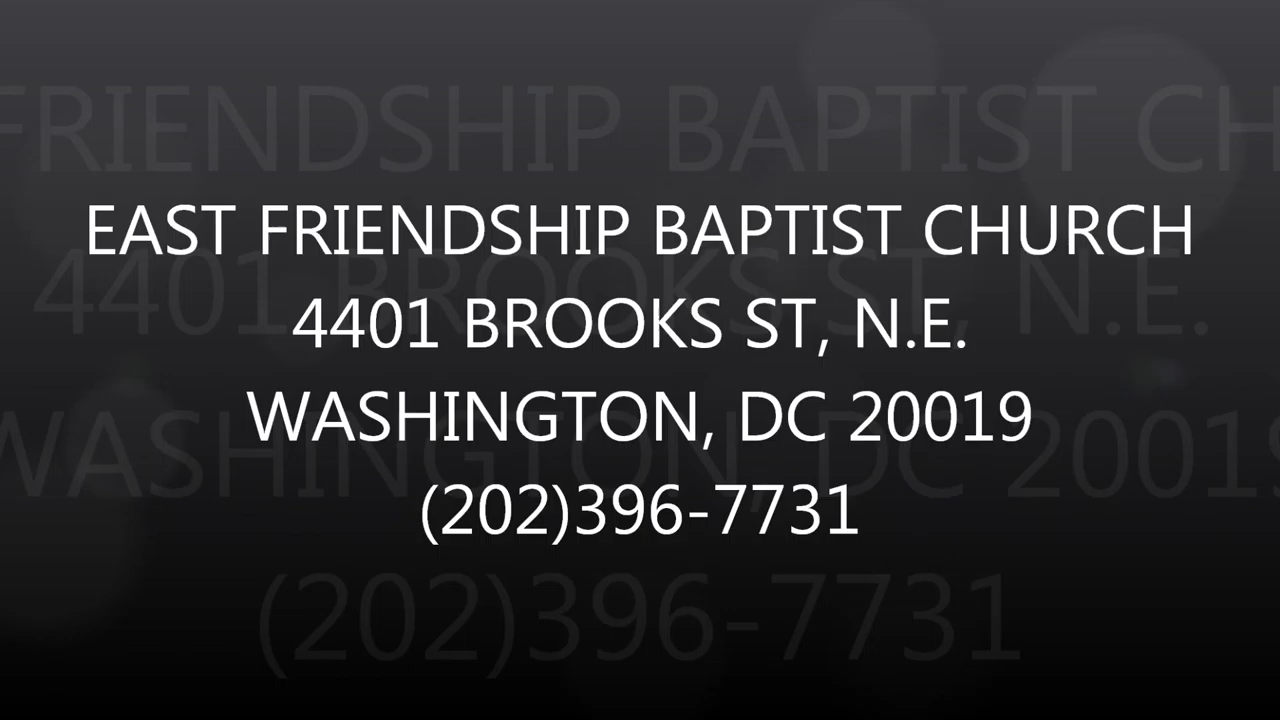 EAST FRIENDSHIP BAPTIST CHURCH
4401 BROOKS ST, N.E.
WASHINGTON, DC 20019
(202)396-7731